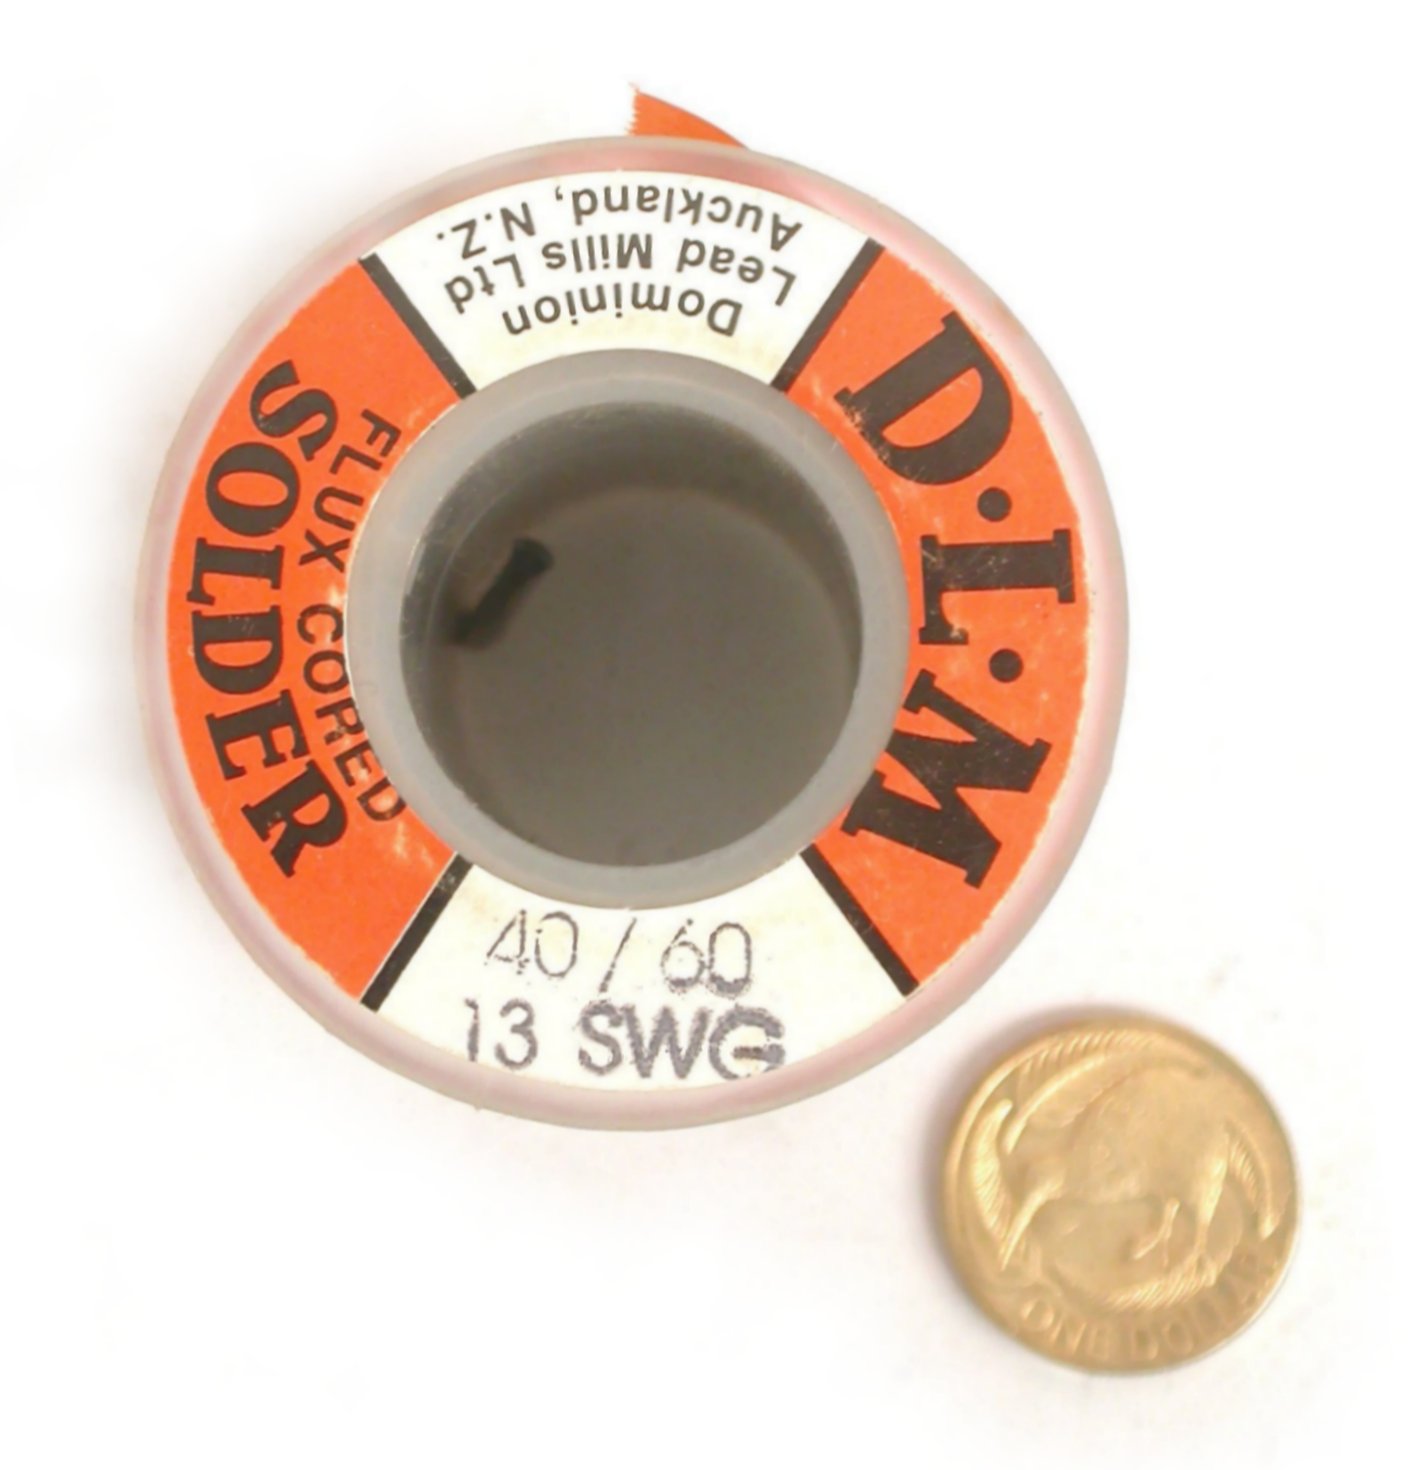 Dominion
Lead Mills Ltd
Auckland, N.Z.
D·L·M
FLUX CORED
SOLDER
40/60
13 SWG
ONE DOLLAR